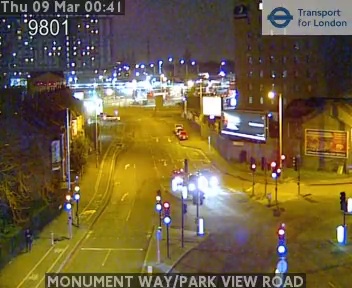 Thu 09 Mar 00:41
9801
Transport
for London
MONUMENT WAY/PARK VIEW ROAD